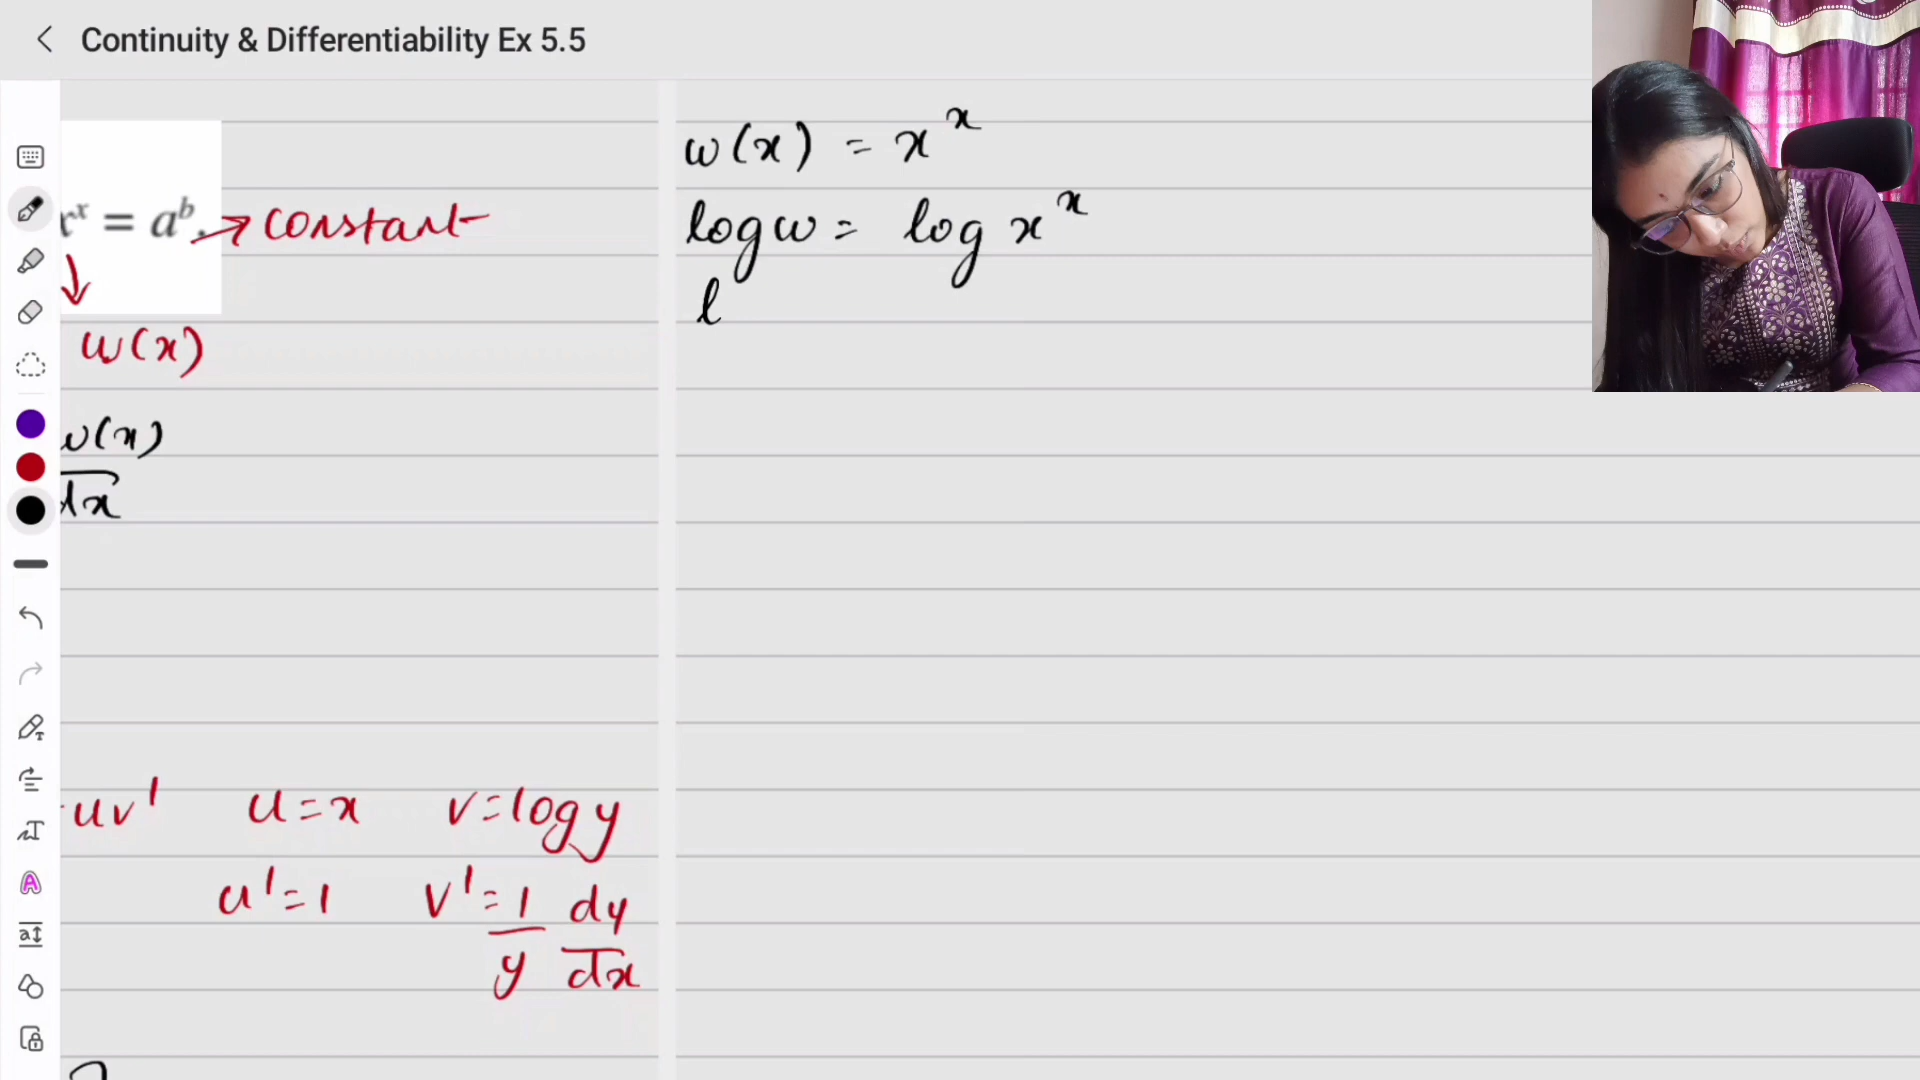 Continuity & Differentiability Ex 5.5
x^x = a^b. → constant
w(x)
w(x)
dx
uv' u = x v = log y
u' = 1 v' = 1/y dy/dx
w(x) = x^x
log w = log x^x
l